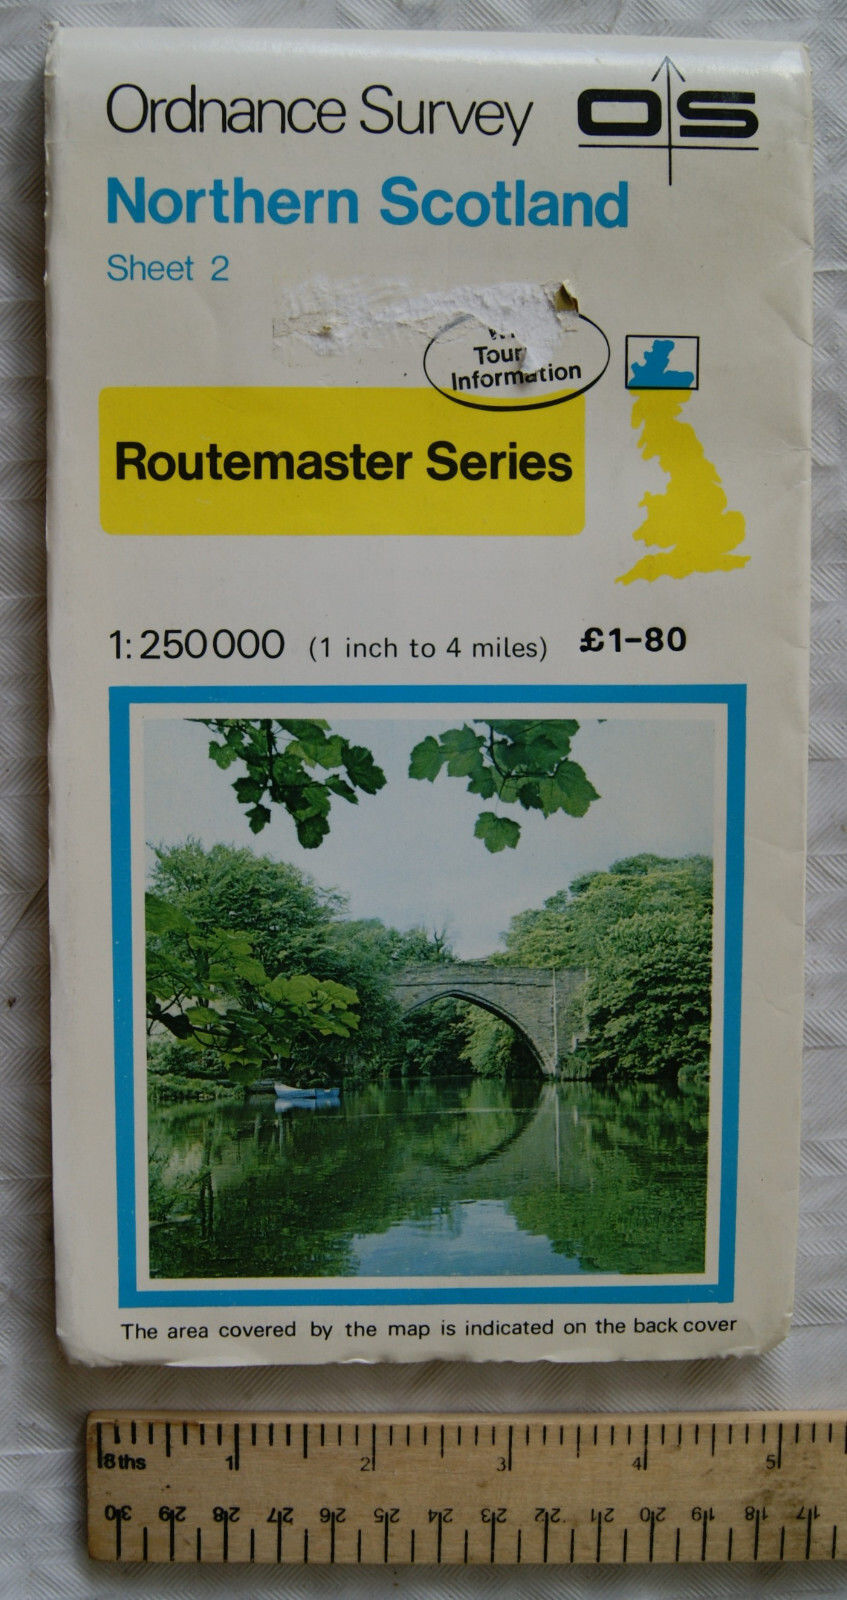 Ordnance Survey OS
Northern Scotland
Sheet 2
Information
Routemaster Series
1:250000 (1 inch to 4 miles) £1-80
The area covered by the map is indicated on the back cover
8ths 1 2 3 4 5
30 29 28 27 26 25 24 23 22 21 20 19 18 17